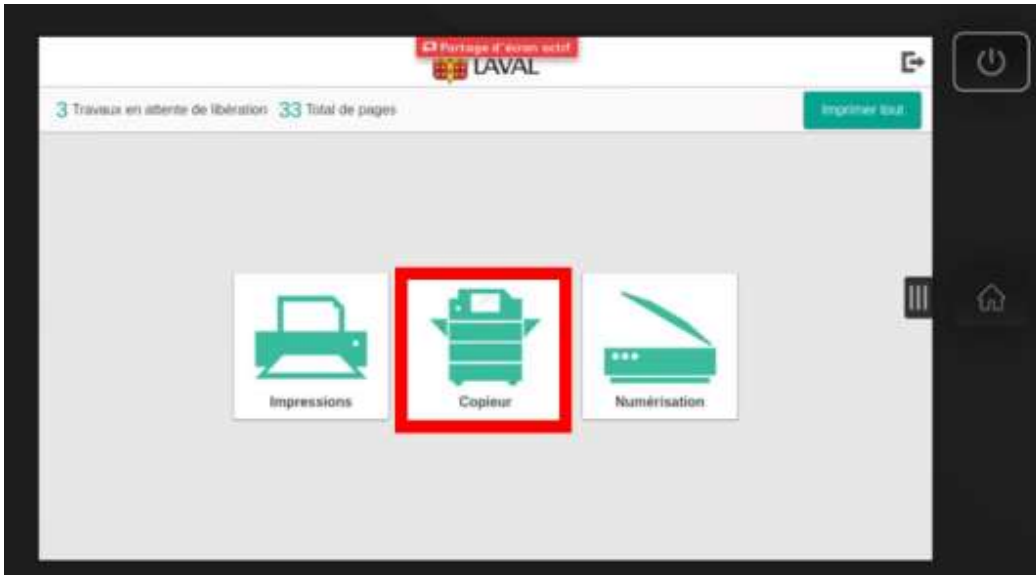 Partage d'écran actif
LAVAL
3 Travaux en attente de libération 33 Total de pages
Imprimer tout
Impressions
Copieur
Numérisation